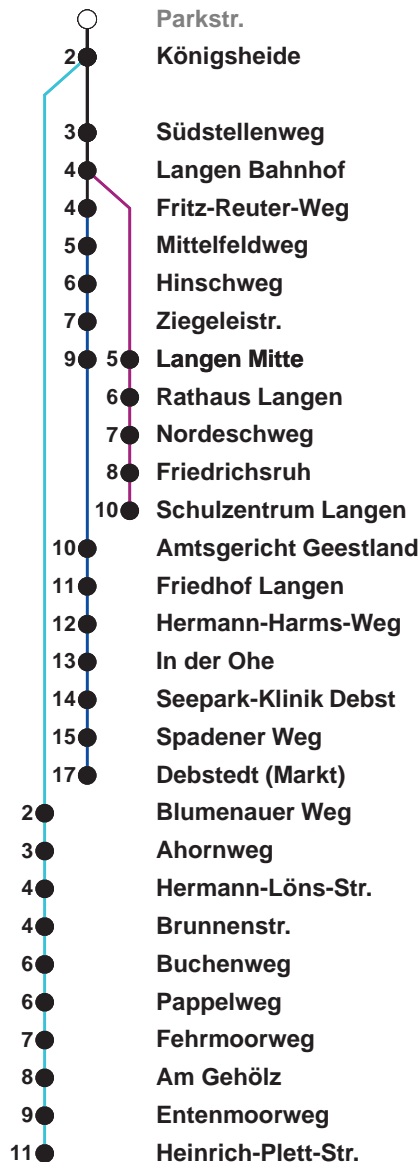 Parkstr.
2 Königsheide
3 Südstellenweg
4 Langen Bahnhof
4 Fritz-Reuter-Weg
5 Mittelfeldweg
6 Hinschweg
7 Ziegeleistr.
9 5 Langen Mitte
6 Rathaus Langen
7 Nordeschweg
8 Friedrichsruh
10 Schulzentrum Langen
10 Amtsgericht Geestland
11 Friedhof Langen
12 Hermann-Harms-Weg
13 In der Ohe
14 Seepark-Klinik Debst
15 Spadener Weg
17 Debstedt (Markt)
2 Blumenauer Weg
3 Ahornweg
4 Hermann-Löns-Str.
4 Brunnenstr.
6 Buchenweg
6 Pappelweg
7 Fehrmoorweg
8 Am Gehölz
9 Entenmoorweg
11 Heinrich-Plett-Str.